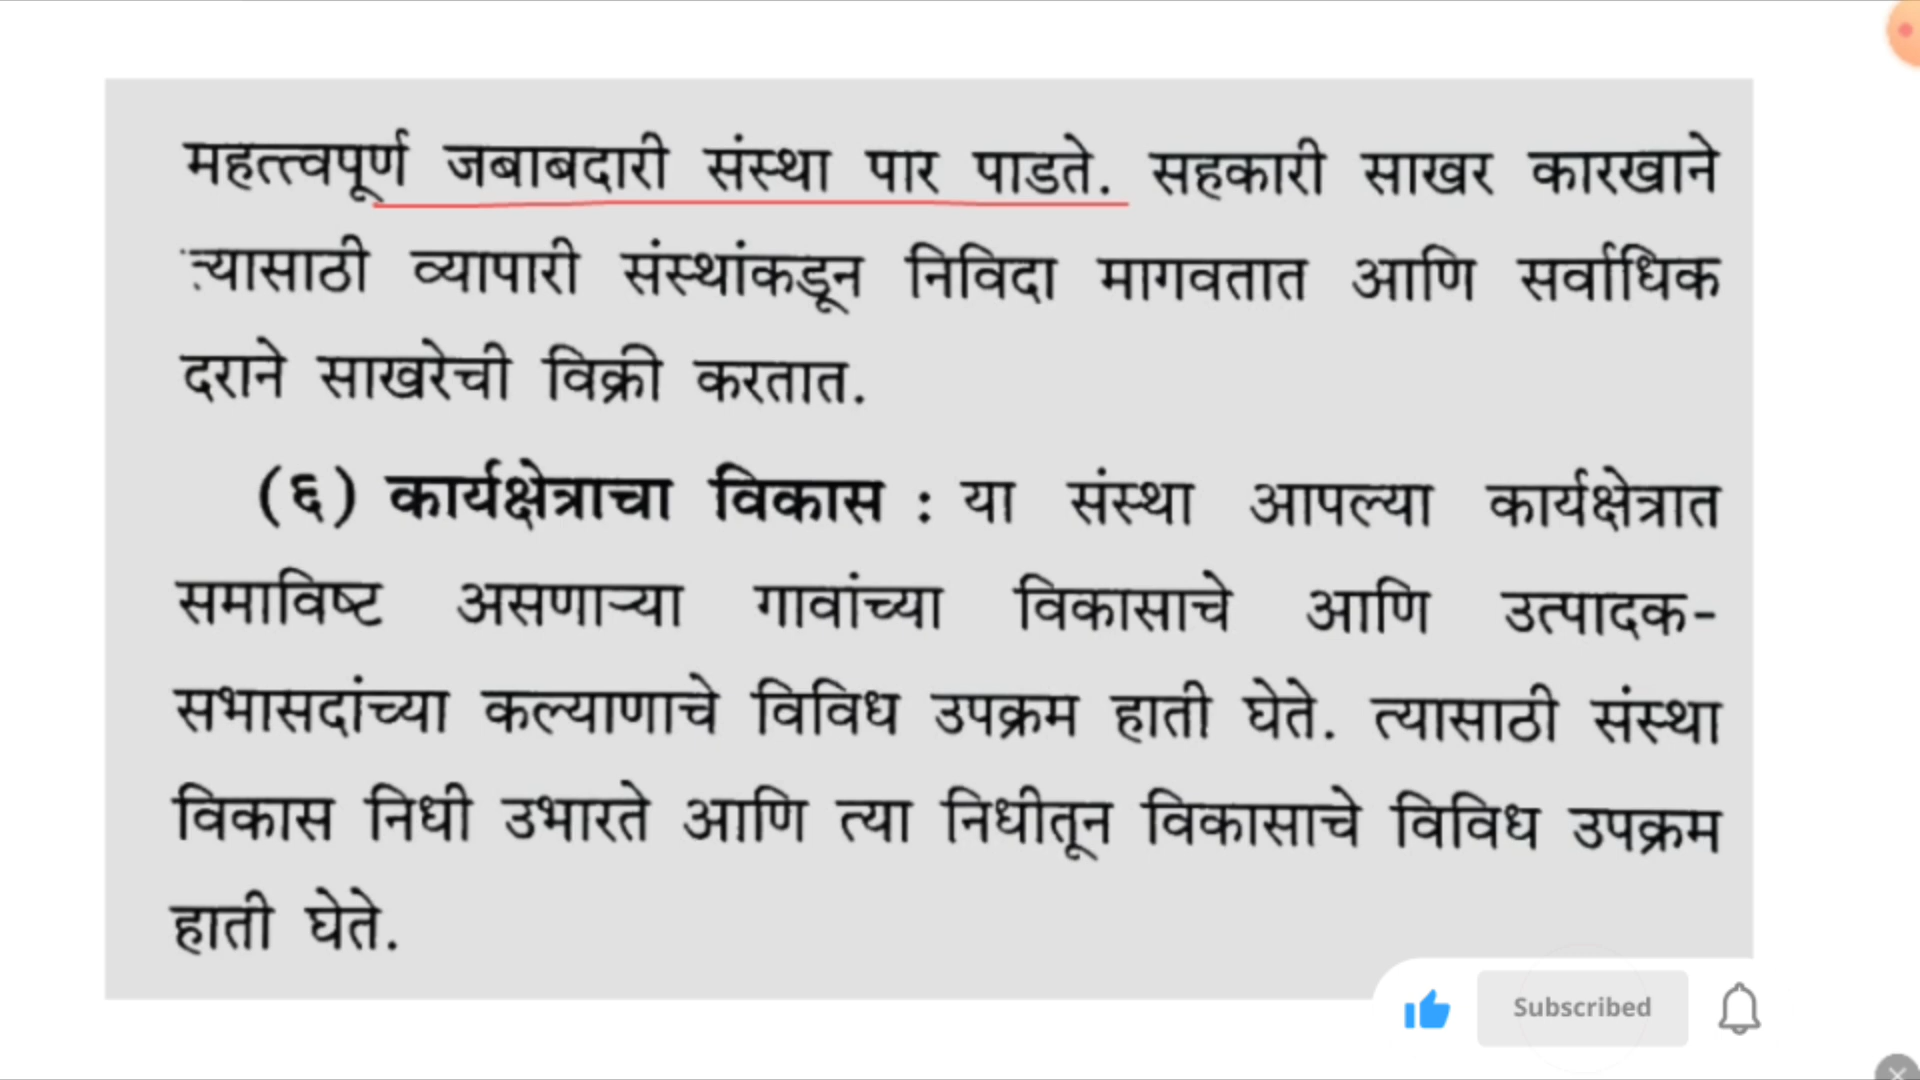 महत्त्वपूर्ण जबाबदारी संस्था पार पाडते. सहकारी साखर कारखाने
त्यासाठी व्यापारी संस्थांकडून निविदा मागवतात आणि सर्वाधिक
दराने साखरेची विक्री करतात.
(६) कार्यक्षेत्राचा विकास : या संस्था आपल्या कार्यक्षेत्रात
समाविष्ट असणाऱ्या गावांच्या विकासाचे आणि उत्पादक-
सभासदांच्या कल्याणाचे विविध उपक्रम हाती घेते. त्यासाठी संस्था
विकास निधी उभारते आणि त्या निधीतून विकासाचे विविध उपक्रम
हाती घेते.
Subscribed